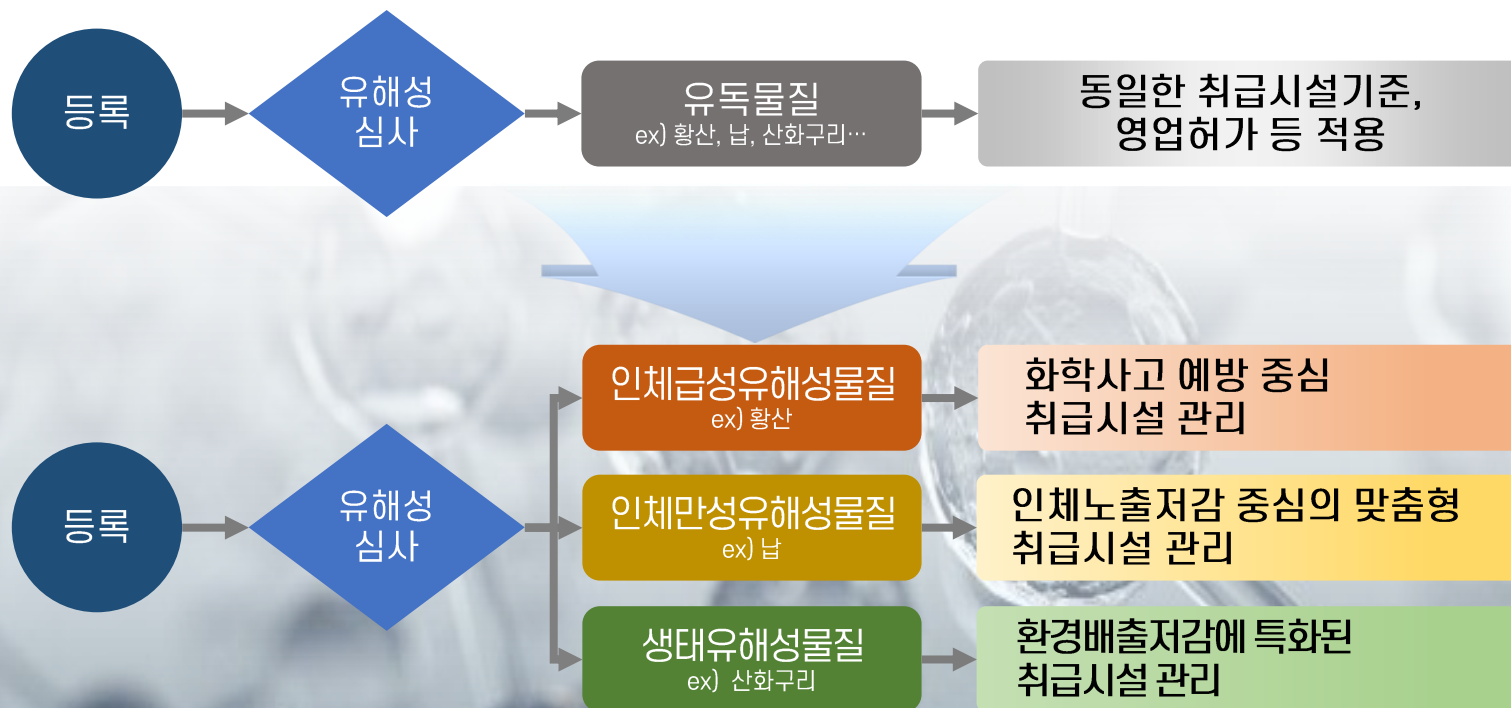 등록
유해성
심사
유독물질
ex) 황산, 납, 산화구리…
동일한 취급시설기준,
영업허가 등 적용
등록
유해성
심사
인체급성유해성물질
ex) 황산
화학사고 예방 중심
취급시설 관리
인체만성유해성물질
ex) 납
인체노출저감 중심의 맞춤형
취급시설 관리
생태유해성물질
ex) 산화구리
환경배출저감에 특화된
취급시설 관리